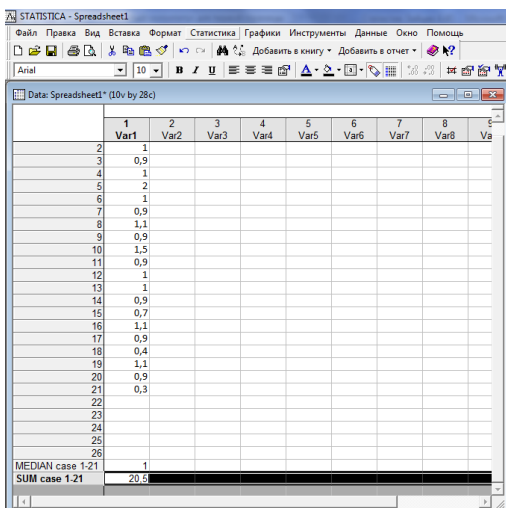 STATISTICA - Spreadsheet1
Файл Правка Вид Вставка Формат Статистика Графики Инструменты Данные Окно Помощь
Добавить в книгу Добавить в отчет
Arial 10 B I U
Data: Spreadsheet1* (10v by 28c)
1 2 3 4 5 6 7 8 9
Var1 Var2 Var3 Var4 Var5 Var6 Var7 Var8 Va
2 1
3 0,9
4 1
5 2
6 1
7 0,9
8 1,1
9 0,9
10 1,5
11 0,9
12 1
13 1
14 0,9
15 0,7
16 1,1
17 0,9
18 0,4
19 1,1
20 0,9
21 0,3
22
23
24
25
26
MEDIAN case 1-21 1
SUM case 1-21 20,5